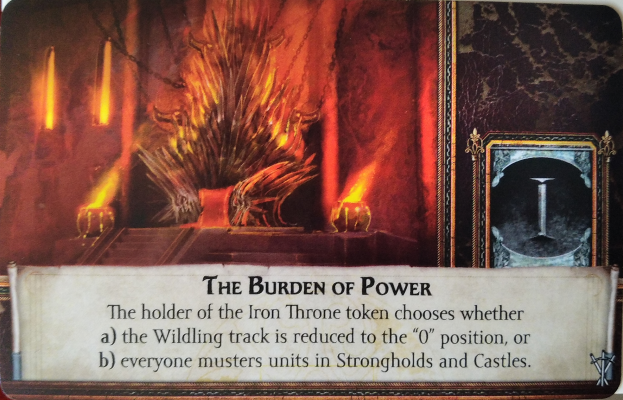 I
The Burden of Power
The holder of the Iron Throne token chooses whether
a) the Wildling track is reduced to the “0” position, or
b) everyone musters units in Strongholds and Castles.